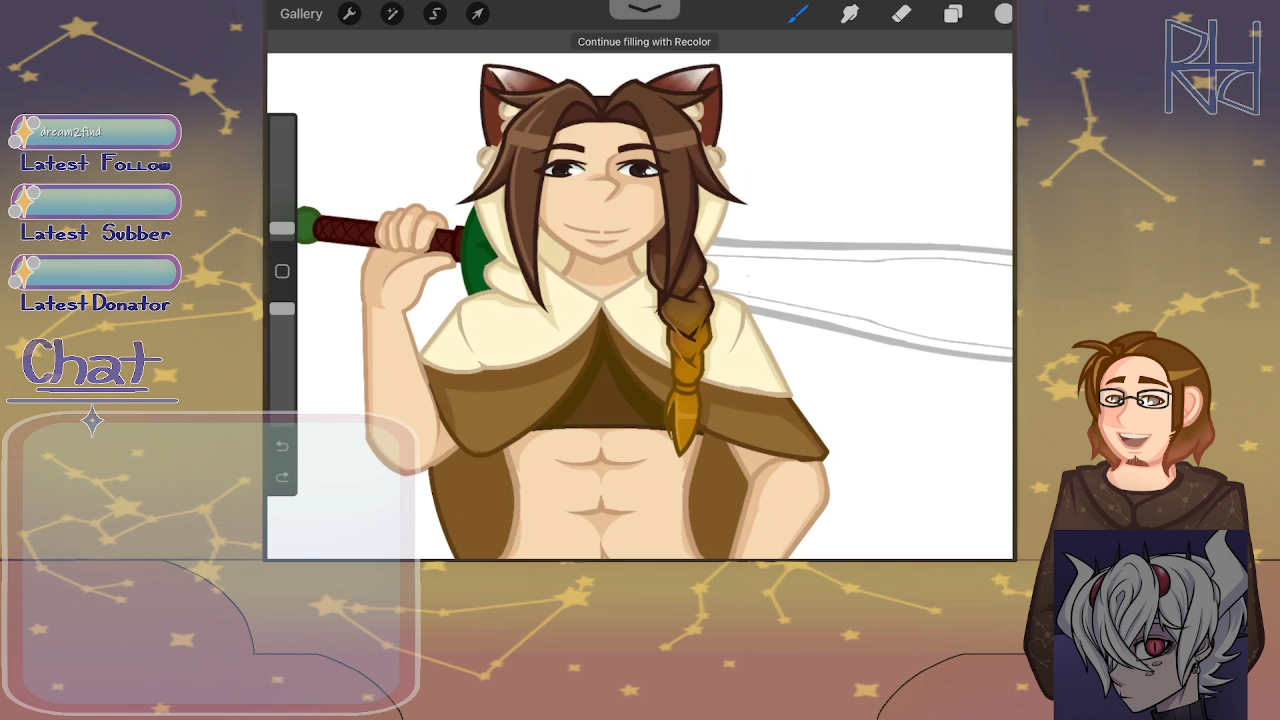 Gallery
Continue filling with Recolor
dream2find
Latest Follow
Latest Subber
Latest Donator
Chat